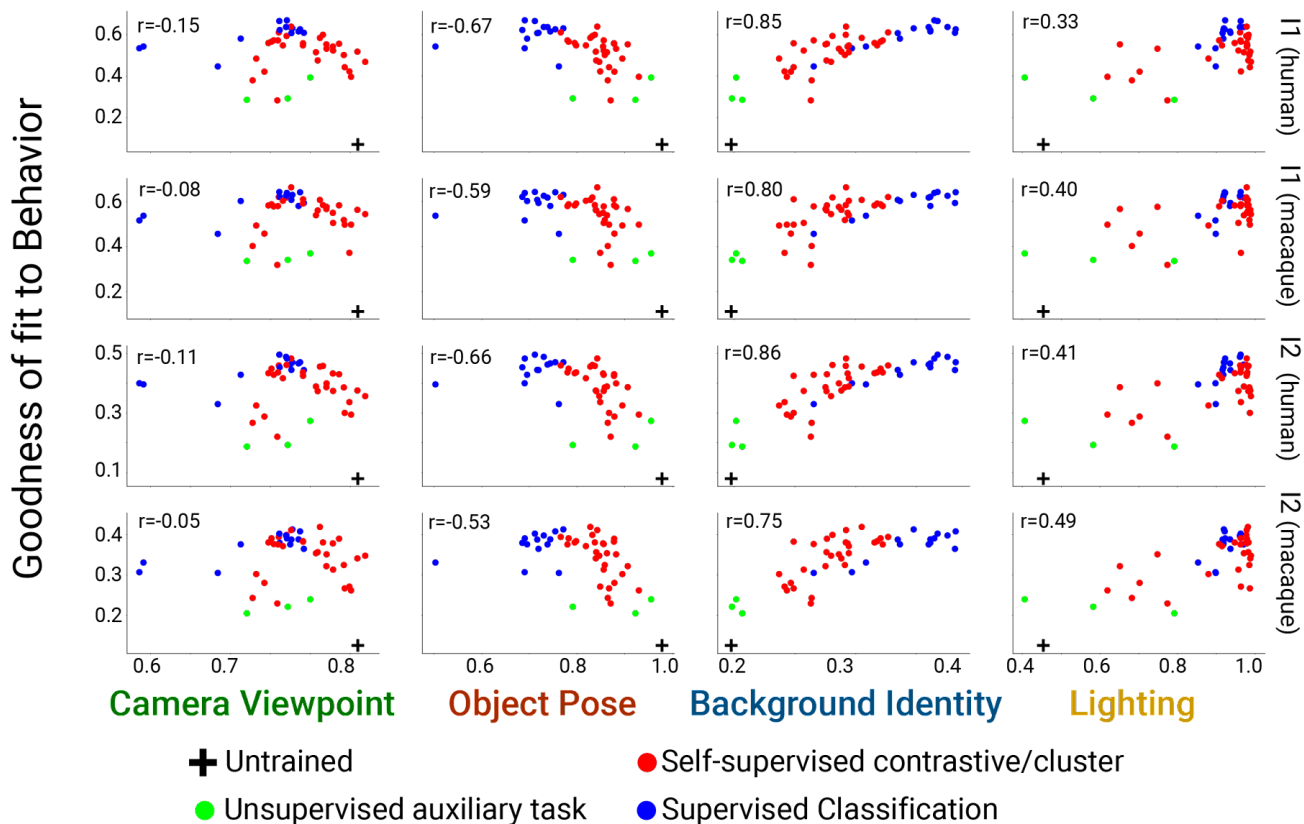 Goodness of fit to Behavior
r=-0.15
r=-0.67
r=0.85
r=0.33
0.6
0.4
0.2
I1 (human)
r=-0.08
r=-0.59
r=0.80
r=0.40
0.6
0.4
0.2
I1 (macaque)
r=-0.11
r=-0.66
r=0.86
r=0.41
0.5
0.3
0.1
I2 (human)
r=-0.05
r=-0.53
r=0.75
r=0.49
0.4
0.3
0.2
I2 (macaque)
0.6 0.7 0.8
0.6 0.8 1.0
0.2 0.3 0.4
0.4 0.6 0.8 1.0
Camera Viewpoint
Object Pose
Background Identity
Lighting
Untrained
Self-supervised contrastive/cluster
Unsupervised auxiliary task
Supervised Classification